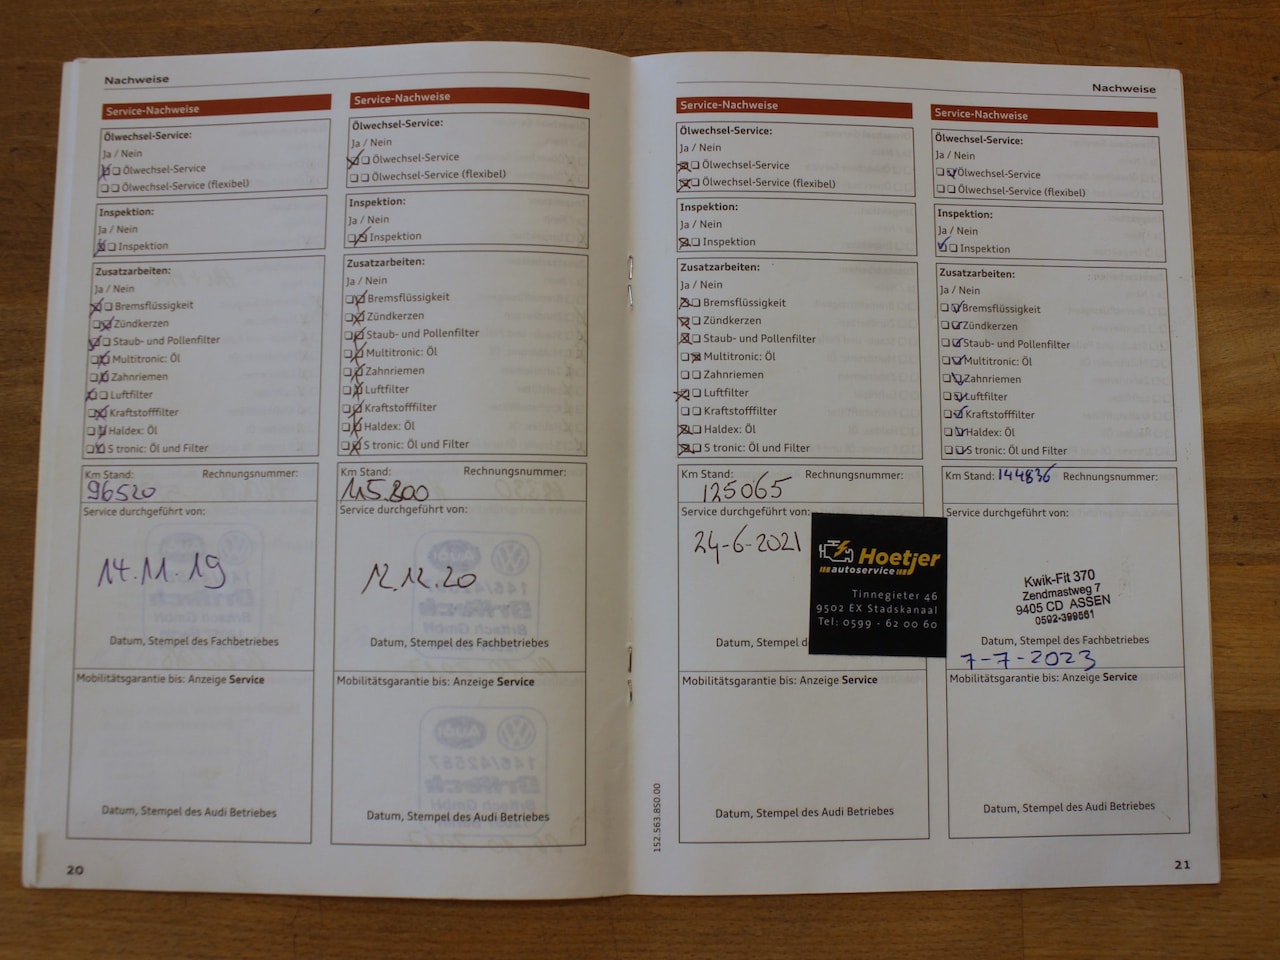 Nachweise
Service-Nachweise
Ölwechsel-Service:
Ja / Nein
Ölwechsel-Service
Ölwechsel-Service (flexibel)
Inspektion:
Ja / Nein
Inspektion
Zusatzarbeiten:
Ja / Nein
Bremsflüssigkeit
Zündkerzen
Staub- und Pollenfilter
Multitronic: Öl
Zahnriemen
Luftfilter
Kraftstofffilter
Haldex: Öl
S tronic: Öl und Filter
Km Stand: Rechnungsnummer:
96520
Service durchgeführt von:
14.11.19
Datum, Stempel des Fachbetriebes
Mobilitätsgarantie bis: Anzeige Service
Datum, Stempel des Audi Betriebes
20
Service-Nachweise
Ölwechsel-Service:
Ja / Nein
Ölwechsel-Service
Ölwechsel-Service (flexibel)
Inspektion:
Ja / Nein
Inspektion
Zusatzarbeiten:
Ja / Nein
Bremsflüssigkeit
Zündkerzen
Staub- und Pollenfilter
Multitronic: Öl
Zahnriemen
Luftfilter
Kraftstofffilter
Haldex: Öl
S tronic: Öl und Filter
Km Stand: Rechnungsnummer:
115.800
Service durchgeführt von:
12.12.20
Datum, Stempel des Fachbetriebes
Mobilitätsgarantie bis: Anzeige Service
Datum, Stempel des Audi Betriebes
Nachweise
Service-Nachweise
Ölwechsel-Service:
Ja / Nein
Ölwechsel-Service
Ölwechsel-Service (flexibel)
Inspektion:
Ja / Nein
Inspektion
Zusatzarbeiten:
Ja / Nein
Bremsflüssigkeit
Zündkerzen
Staub- und Pollenfilter
Multitronic: Öl
Zahnriemen
Luftfilter
Kraftstofffilter
Haldex: Öl
S tronic: Öl und Filter
Km Stand: Rechnungsnummer:
125065
Service durchgeführt von:
24-6-2021
Hoetjer
autoservice
Tinnegieter 46
9502 EX Stadskanaal
Tel: 0599 - 62 00 60
Datum, Stempel d
Mobilitätsgarantie bis: Anzeige Service
Datum, Stempel des Audi Betriebes
152.563.850.00
Service-Nachweise
Ölwechsel-Service:
Ja / Nein
Ölwechsel-Service
Ölwechsel-Service (flexibel)
Inspektion:
Ja / Nein
Inspektion
Zusatzarbeiten:
Ja / Nein
Bremsflüssigkeit
Zündkerzen
Staub- und Pollenfilter
Multitronic: Öl
Zahnriemen
Luftfilter
Kraftstofffilter
Haldex: Öl
S tronic: Öl und Filter
Km Stand: 144836 Rechnungsnummer:
Service durchgeführt von:
Kwik-Fit 370
Zendmastweg 7
9405 CD ASSEN
0592-399561
Datum, Stempel des Fachbetriebes
7-7-2023
Mobilitätsgarantie bis: Anzeige Service
Datum, Stempel des Audi Betriebes
21